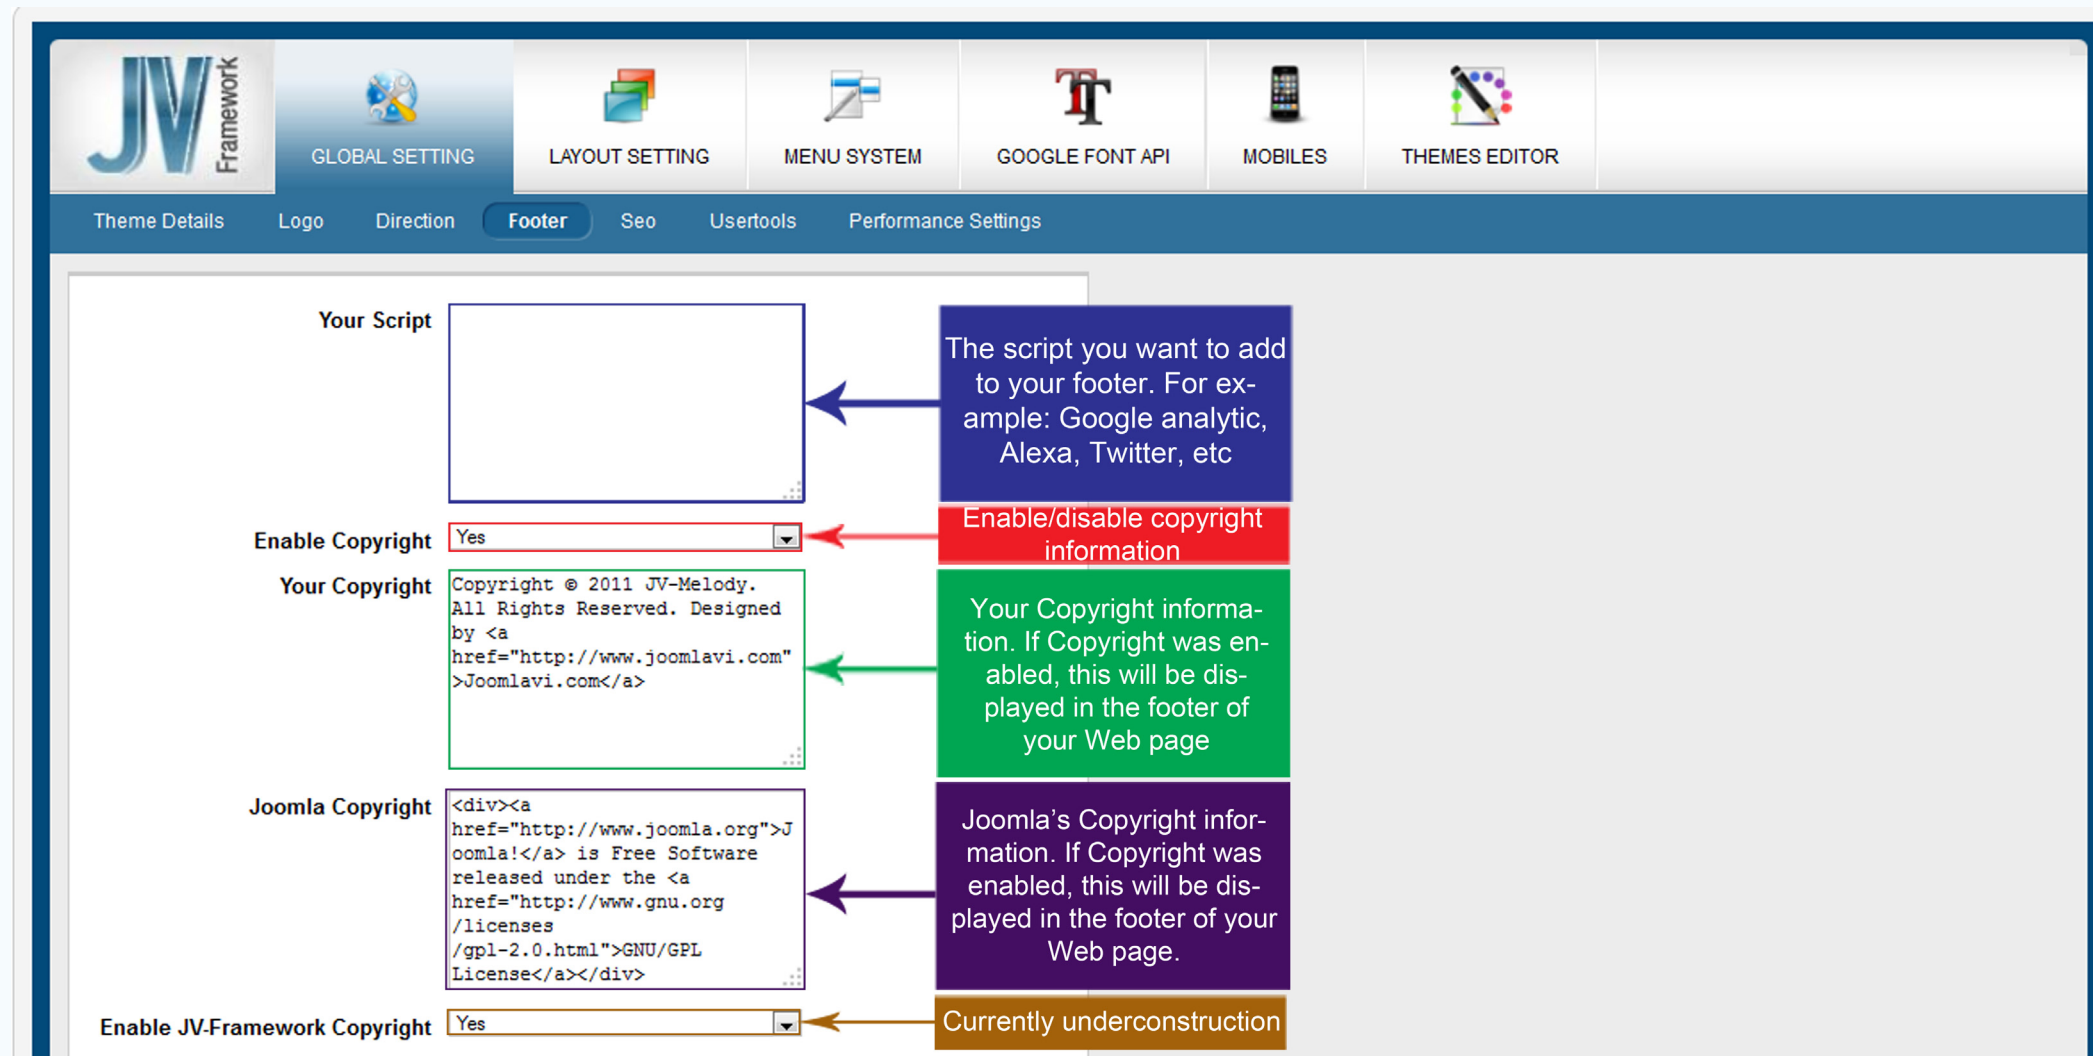 JV Framework
GLOBAL SETTING
LAYOUT SETTING
MENU SYSTEM
GOOGLE FONT API
MOBILES
THEMES EDITOR
Theme Details
Logo
Direction
Footer
Seo
Usertools
Performance Settings
Your Script
The script you want to add
to your footer. For ex-
ample: Google analytic,
Alexa, Twitter, etc
Enable Copyright
Yes
Enable/disable copyright
information
Your Copyright
Copyright © 2011 JV-Melody.
All Rights Reserved. Designed
by <a
href="http://www.joomlavi.com"
>Joomlavi.com</a>
Your Copyright informa-
tion. If Copyright was en-
abled, this will be dis-
played in the footer of
your Web page
Joomla Copyright
<div><a
href="http://www.joomla.org">J
oomla!</a> is Free Software
released under the <a
href="http://www.gnu.org
/licenses
/gpl-2.0.html">GNU/GPL
License</a></div>
Joomla’s Copyright infor-
mation. If Copyright was
enabled, this will be dis-
played in the footer of your
Web page.
Enable JV-Framework Copyright
Yes
Currently underconstruction